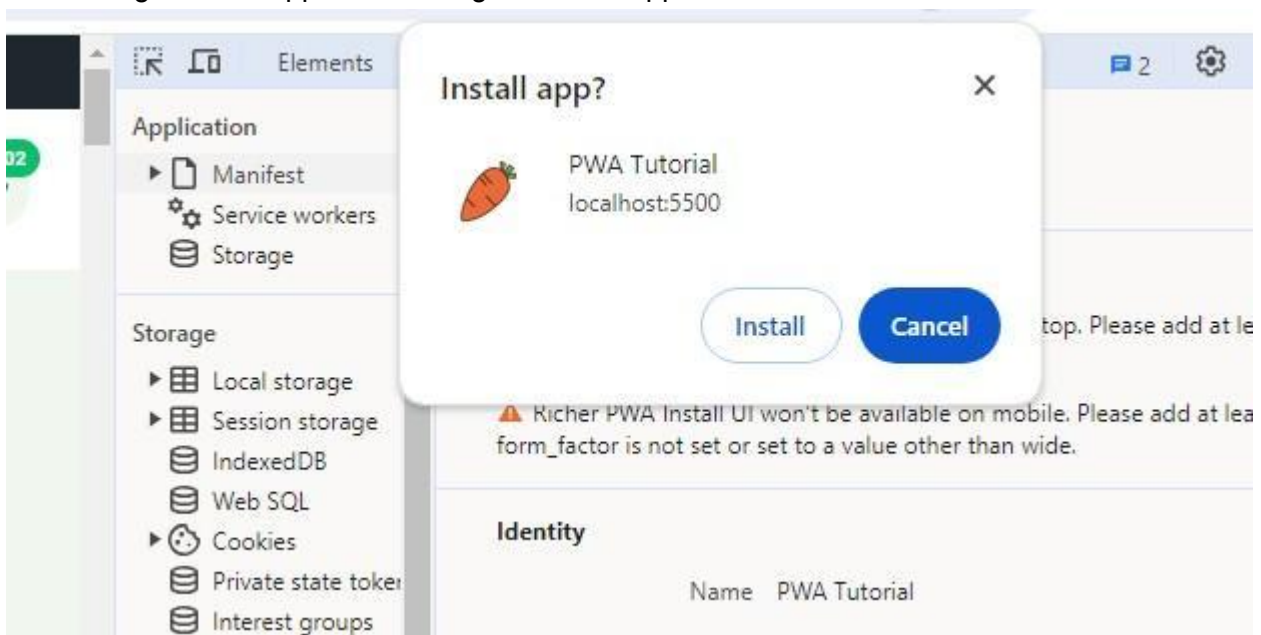 02
Elements
2
Application
Manifest
Service workers
Storage
Storage
Local storage
Session storage
IndexedDB
Web SQL
Cookies
Private state
Interest groups
Install app?
PWA Tutorial
localhost:5500
Install
Cancel
top. Please add at
Richer PWA Install UI won't be available on mobile. Please add at
form_factor is not set or set to a value other than wide.
Identity
Name PWA Tutorial